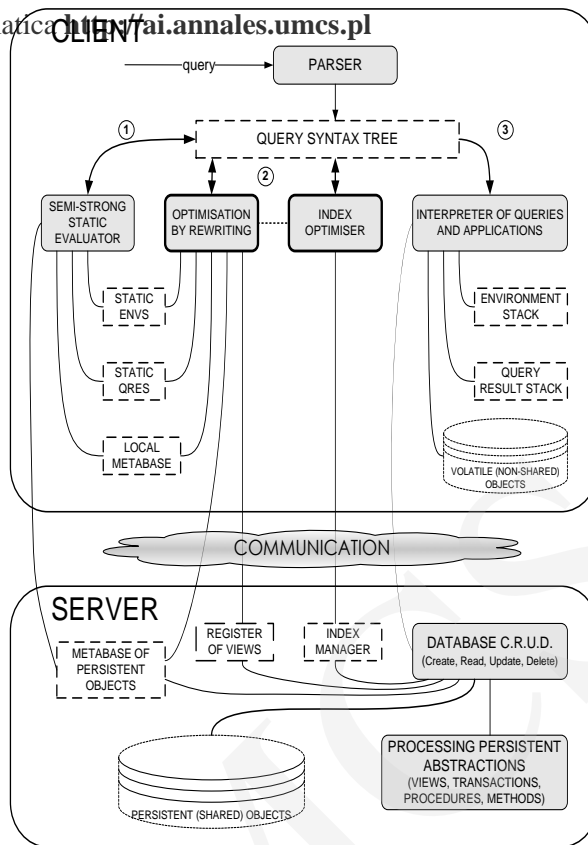 atica http://ai.annales.umcs.pl
CLIENT
query
PARSER
1
QUERY SYNTAX TREE
3
2
SEMI-STRONG
STATIC
EVALUATOR
OPTIMISATION
BY REWRITING
INDEX
OPTIMISER
INTERPRETER OF QUERIES
AND APPLICATIONS
STATIC
ENVS
ENVIRONMENT
STACK
STATIC
QRES
QUERY
RESULT STACK
LOCAL
METABASE
VOLATILE (NON-SHARED)
OBJECTS
COMMUNICATION
SERVER
METABASE OF
PERSISTENT
OBJECTS
REGISTER
OF VIEWS
INDEX
MANAGER
DATABASE C.R.U.D.
(Create, Read, Update, Delete)
PERSISTENT (SHARED) OBJECTS
PROCESSING PERSISTENT
ABSTRACTIONS
(VIEWS, TRANSACTIONS,
PROCEDURES, METHODS)